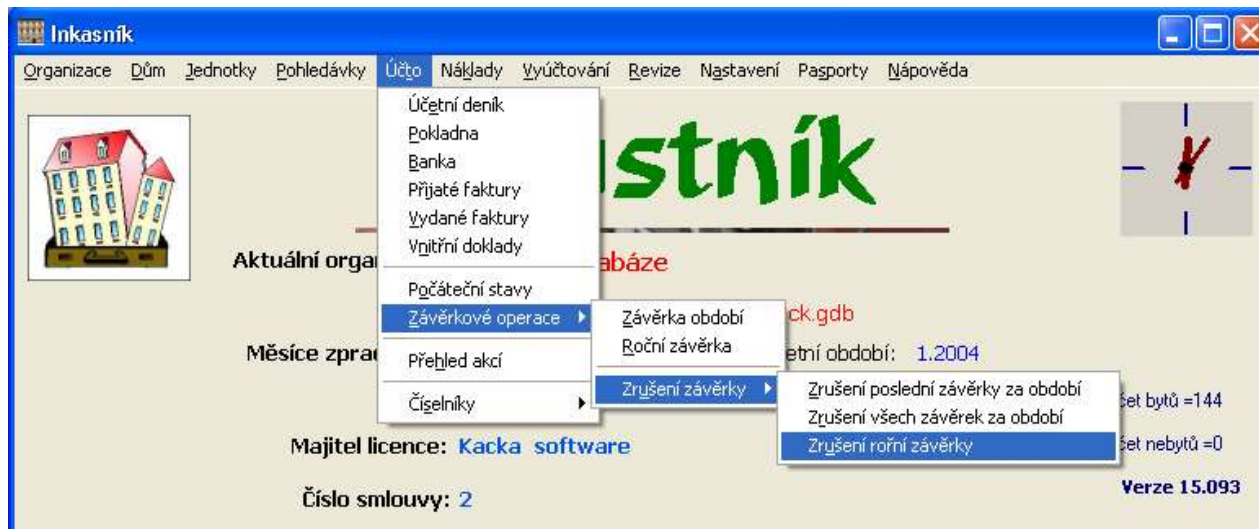 Inkasník
Organizace Dům Jednotky Pohledávky Účto Náklady Vyúčtování Revize Nastavení Pasporty Nápověda
Účetní deník
Pokladna
Banka
Přijaté faktury
Vydané faktury
Vnitřní doklady
Počáteční stavy
Závěrkové operace
Přehled akcí
Číselníky
Závěrka období
Roční závěrka
Zrušení závěrky
Zrušení poslední závěrky za období
Zrušení všech závěrek za období
Zrušení rořní závěrky
stník
Aktuální orga abáze
ck.gdb
Měsíce zprac etní období: 1.2004
čet bytů =144
Majitel licence: Kacka software
čet nebytů =0
Číslo smlouvy: 2
Verze 15.093